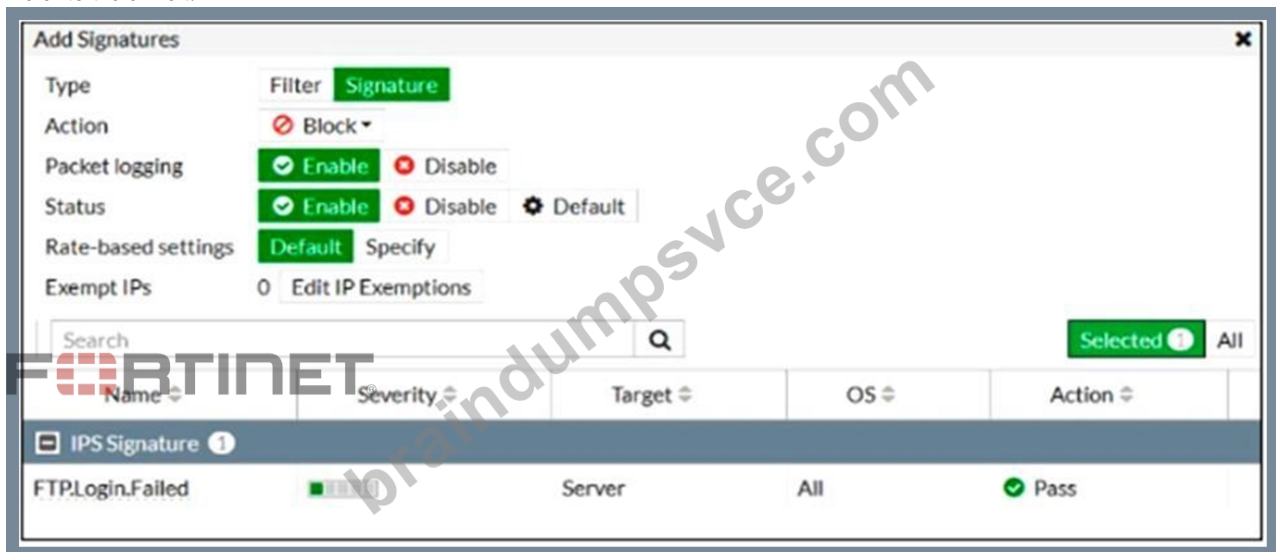 Add Signatures
Type Filter Signature
Action Block
Packet logging Enable Disable
Status Enable Disable Default
Rate-based settings Default Specify
Exempt IPs 0 Edit IP Exemptions
Search Selected 1 All
FORTINET
Name Severity Target OS Action
IPS Signature 1
FTP.Login.Failed Server All Pass
braindumpsvce.com